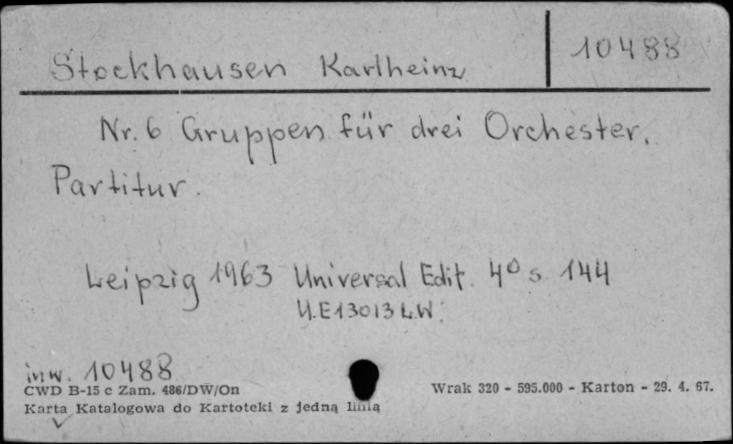 Stockhausen Karlheinz 10488
Nr. 6 Gruppen für drei Orchester.
Partitur.
Leipzig 1963 Universal Edit. 4° s. 144
U.E 13013 LW.
inw. 10488
CWD B-15 c Zam. 486/DW/On
Wrak 320 - 595.000 - Karton - 29. 4. 67.
Karta Katalogowa do Kartoteki z jedną linią